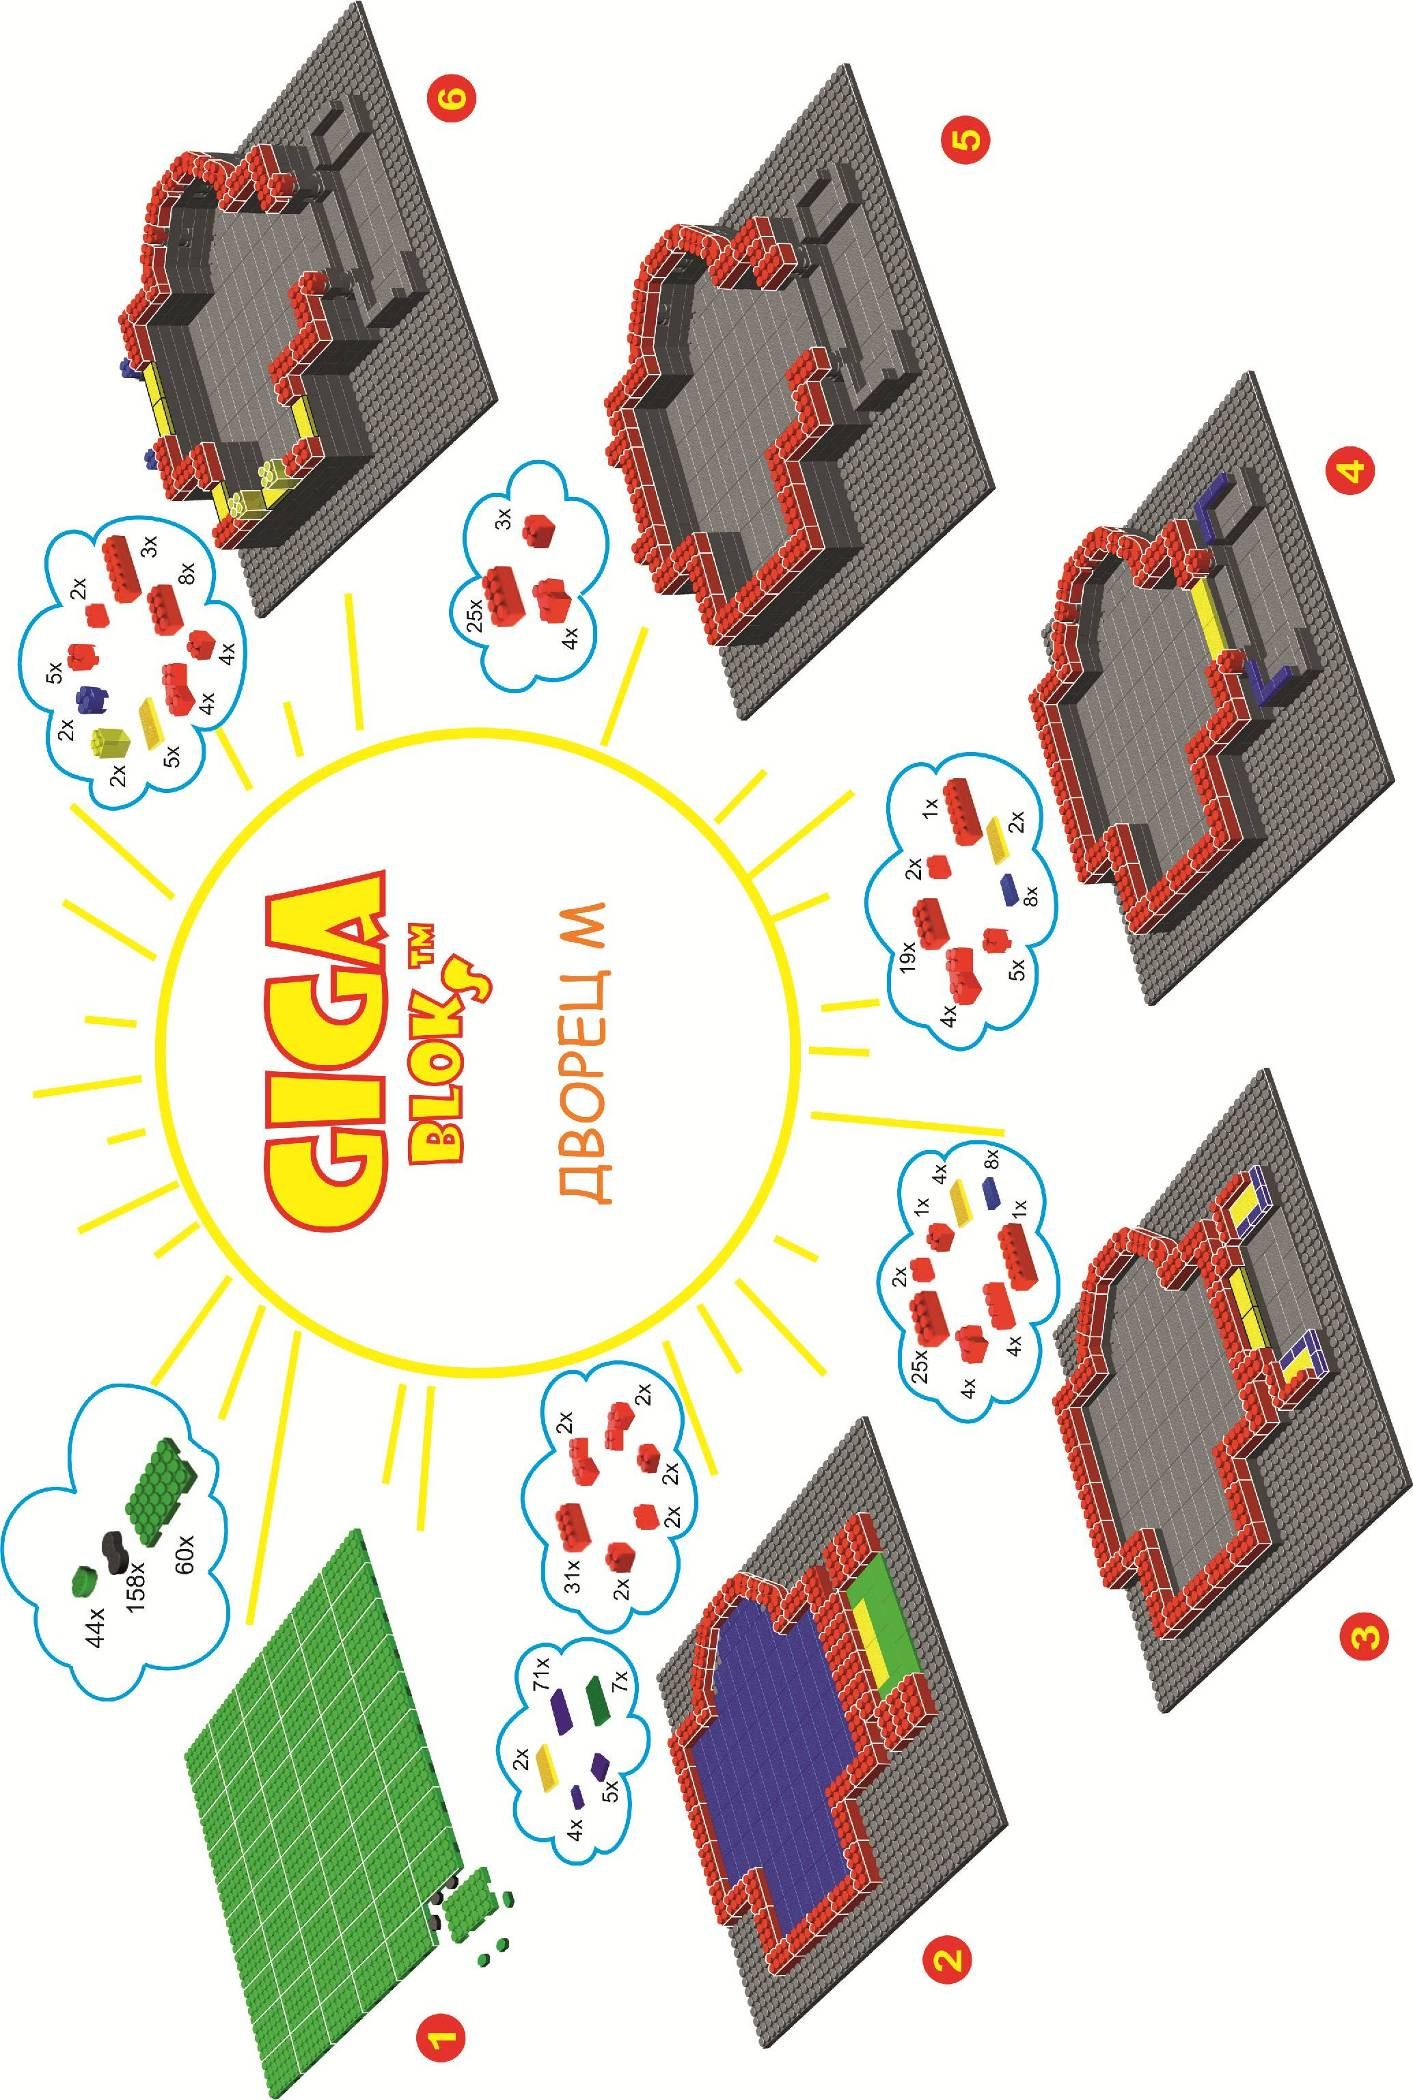 GIGA
BLOKs™
ДВОРЕЦ М
44x
158x
60x
1
2x
71x
4x
5x
7x
31x
2x
2x
2x
2x
2x
2
25x
2x
1x
4x
8x
4x
4x
1x
3
4x
19x
2x
1x
5x
8x
2x
4
25x
3x
4x
5
2x
2x
5x
2x
3x
8x
5x
4x
4x
6